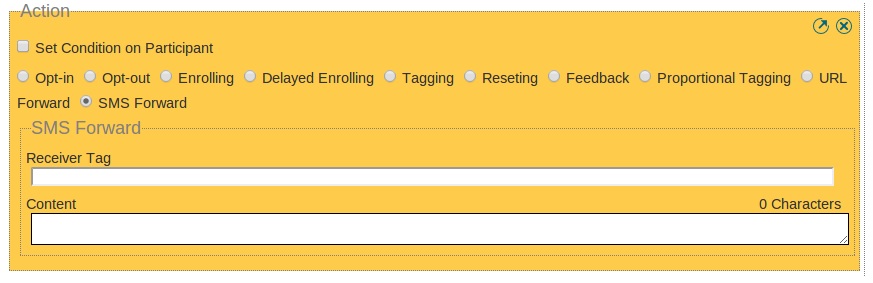 Action
Set Condition on Participant
Opt-in Opt-out Enrolling Delayed Enrolling Tagging Reseting Feedback Proportional Tagging URL
Forward SMS Forward
SMS Forward
Receiver Tag
Content 0 Characters